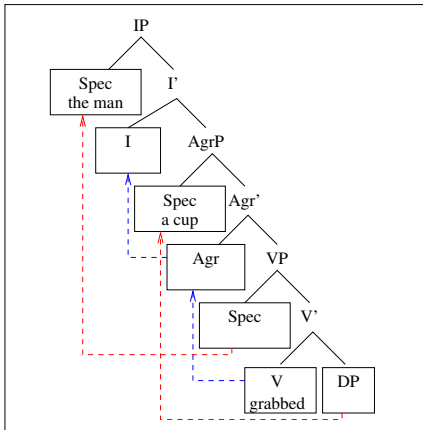 IP
Spec
the man
I'
I
AgrP
Spec
a cup
Agr'
Agr
VP
Spec
V'
V
grabbed
DP